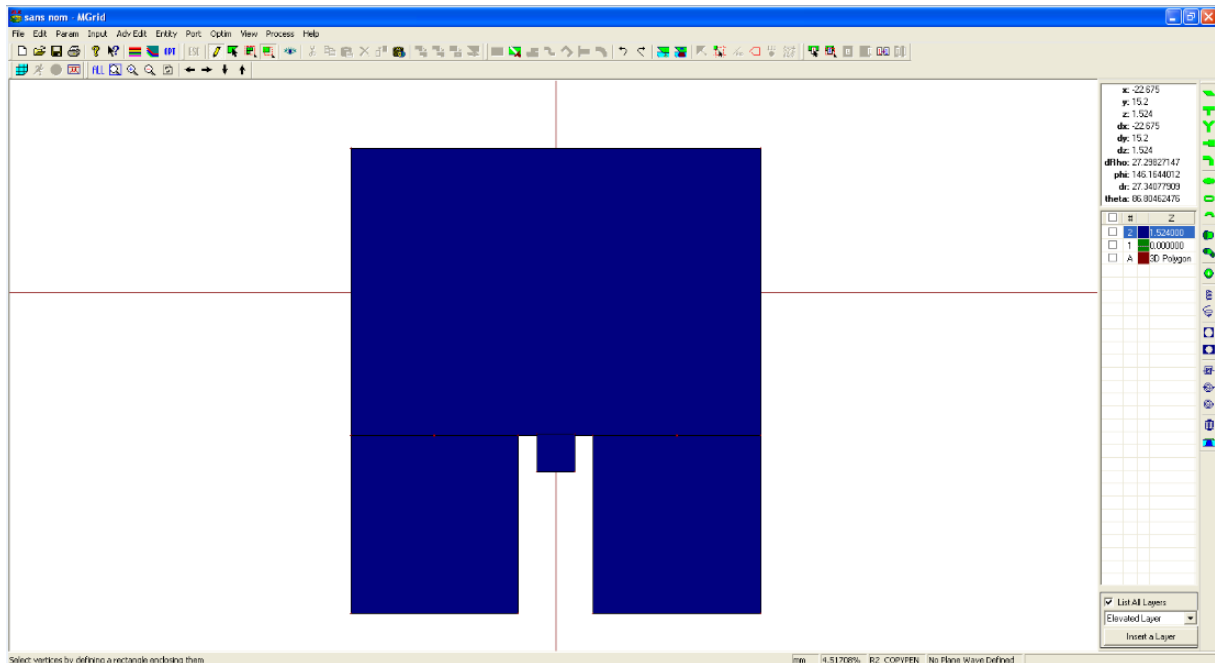 sans nom - MGrid
File Edit Param Input Adv Edit Entity Port Optim View Process Help
ESC
ALL
x: -22.675
y: 15.2
z: 1.524
dx: -22.675
dy: 15.2
dz: 1.524
dRho: 27.29827147
phi: 146.1644012
dr: 27.34077909
theta: 86.80462476
# Z
2 1.524000
1 0.000000
A 3D Polygon
List All Layers
Elevated Layer
Insert a Layer
Select vertices by defining a rectangle enclosing them mm 4.51708% R2_COPYPEN No Plane Wave Defined